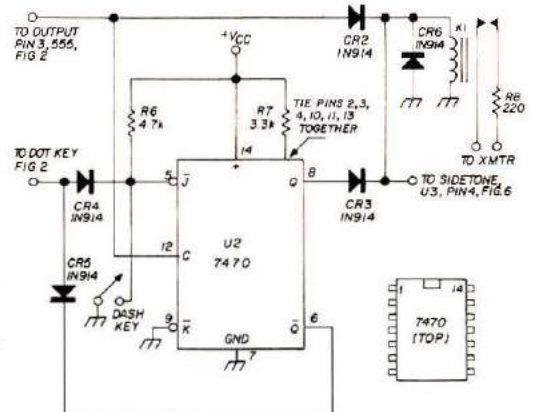 TO OUTPUT
PIN 3, 555,
FIG 2
+VCC
CR2
1N914
CR6
1N914
K1
R8
220
TO XMTR
R6
4.7k
R7
3.3k
TIE PINS 2, 3,
4, 10, 11, 13
TOGETHER
14
+
TO DOT KEY
FIG 2
CR4
1N914
5
J
Q
8
CR3
1N914
TO SIDETONE,
U3, PIN 4, FIG. 6
12
C
U2
7470
CR5
1N914
DASH
KEY
9
K
Q
6
GND
7
1
14
7470
(TOP)